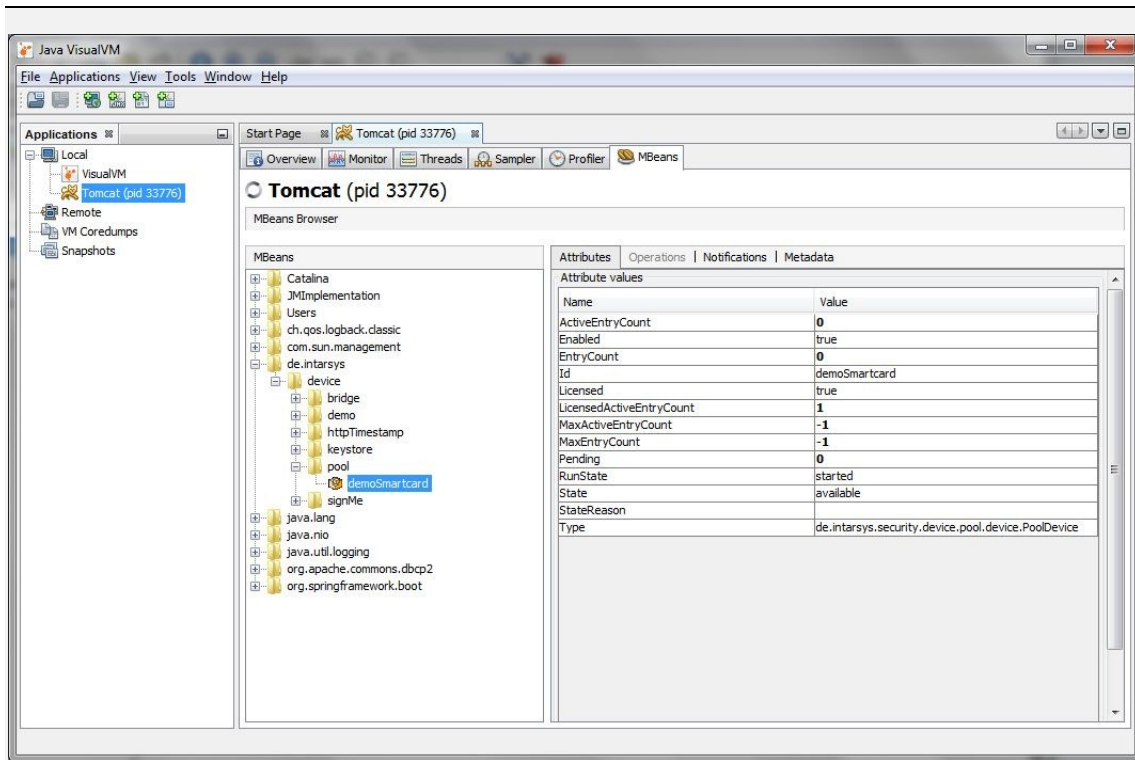 Java VisualVM
File Applications View Tools Window Help
Applications
Local
VisualVM
Tomcat (pid 33776)
Remote
VM Coredumps
Snapshots
Start Page Tomcat (pid 33776)
Overview Monitor Threads Sampler Profiler MBeans
Tomcat (pid 33776)
MBeans Browser
MBeans
Catalina
JMImplementation
Users
ch.qos.logback.classic
com.sun.management
de.intarsys
device
bridge
demo
httpTimestamp
keystore
pool
demoSmartcard
signMe
java.lang
java.nio
java.util.logging
org.apache.commons.dbcp2
org.springframework.boot
Attributes Operations Notifications Metadata
Attribute values
Name Value
ActiveEntryCount 0
Enabled true
EntryCount 0
Id demoSmartcard
Licensed true
LicensedActiveEntryCount 1
MaxActiveEntryCount -1
MaxEntryCount -1
Pending 0
RunState started
State available
StateReason
Type de.intarsys.security.device.pool.device.PoolDevice